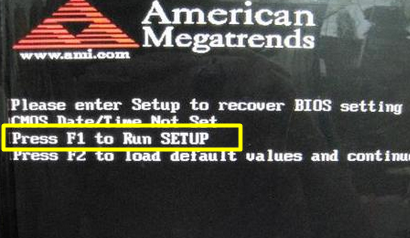 American
Megatrends
www.ami.com
Please enter Setup to recover BIOS setting
CMOS Date/Time Not Set
Press F1 to Run SETUP
Press F2 to load default values and continue